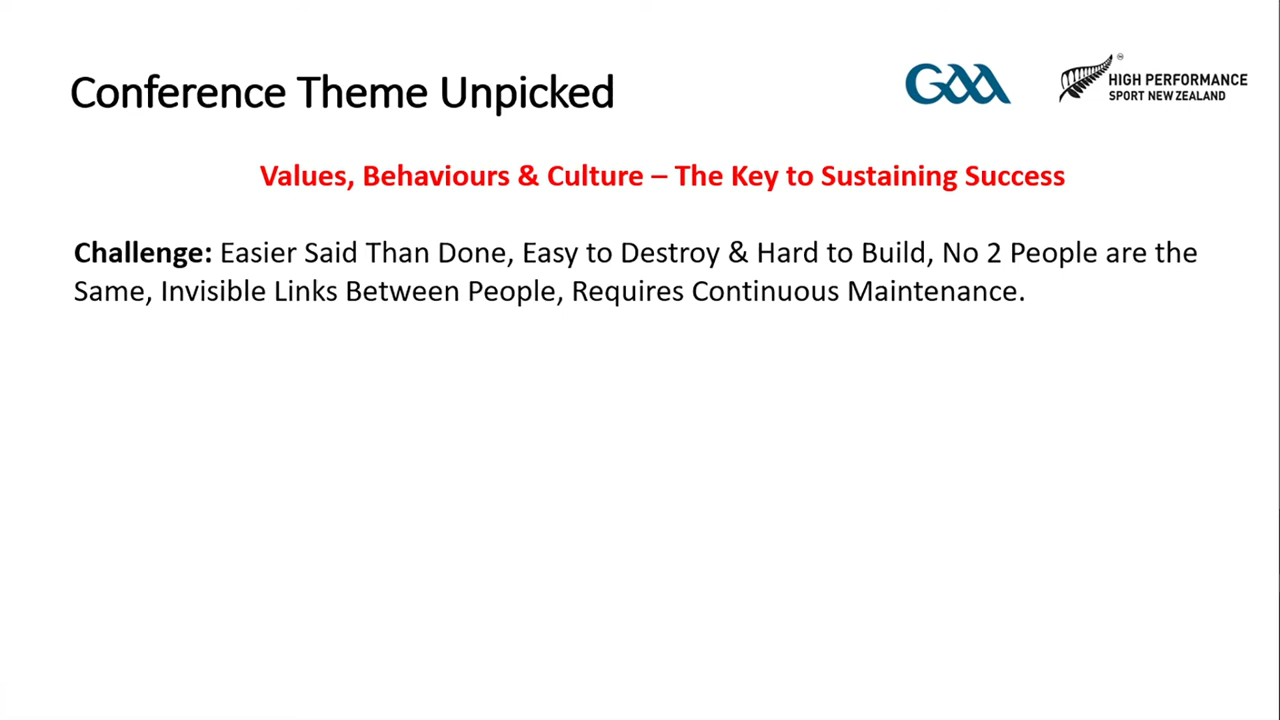 Conference Theme Unpicked
GAA
HIGH PERFORMANCE
SPORT NEW ZEALAND
Values, Behaviours & Culture – The Key to Sustaining Success
Challenge: Easier Said Than Done, Easy to Destroy & Hard to Build, No 2 People are the
Same, Invisible Links Between People, Requires Continuous Maintenance.